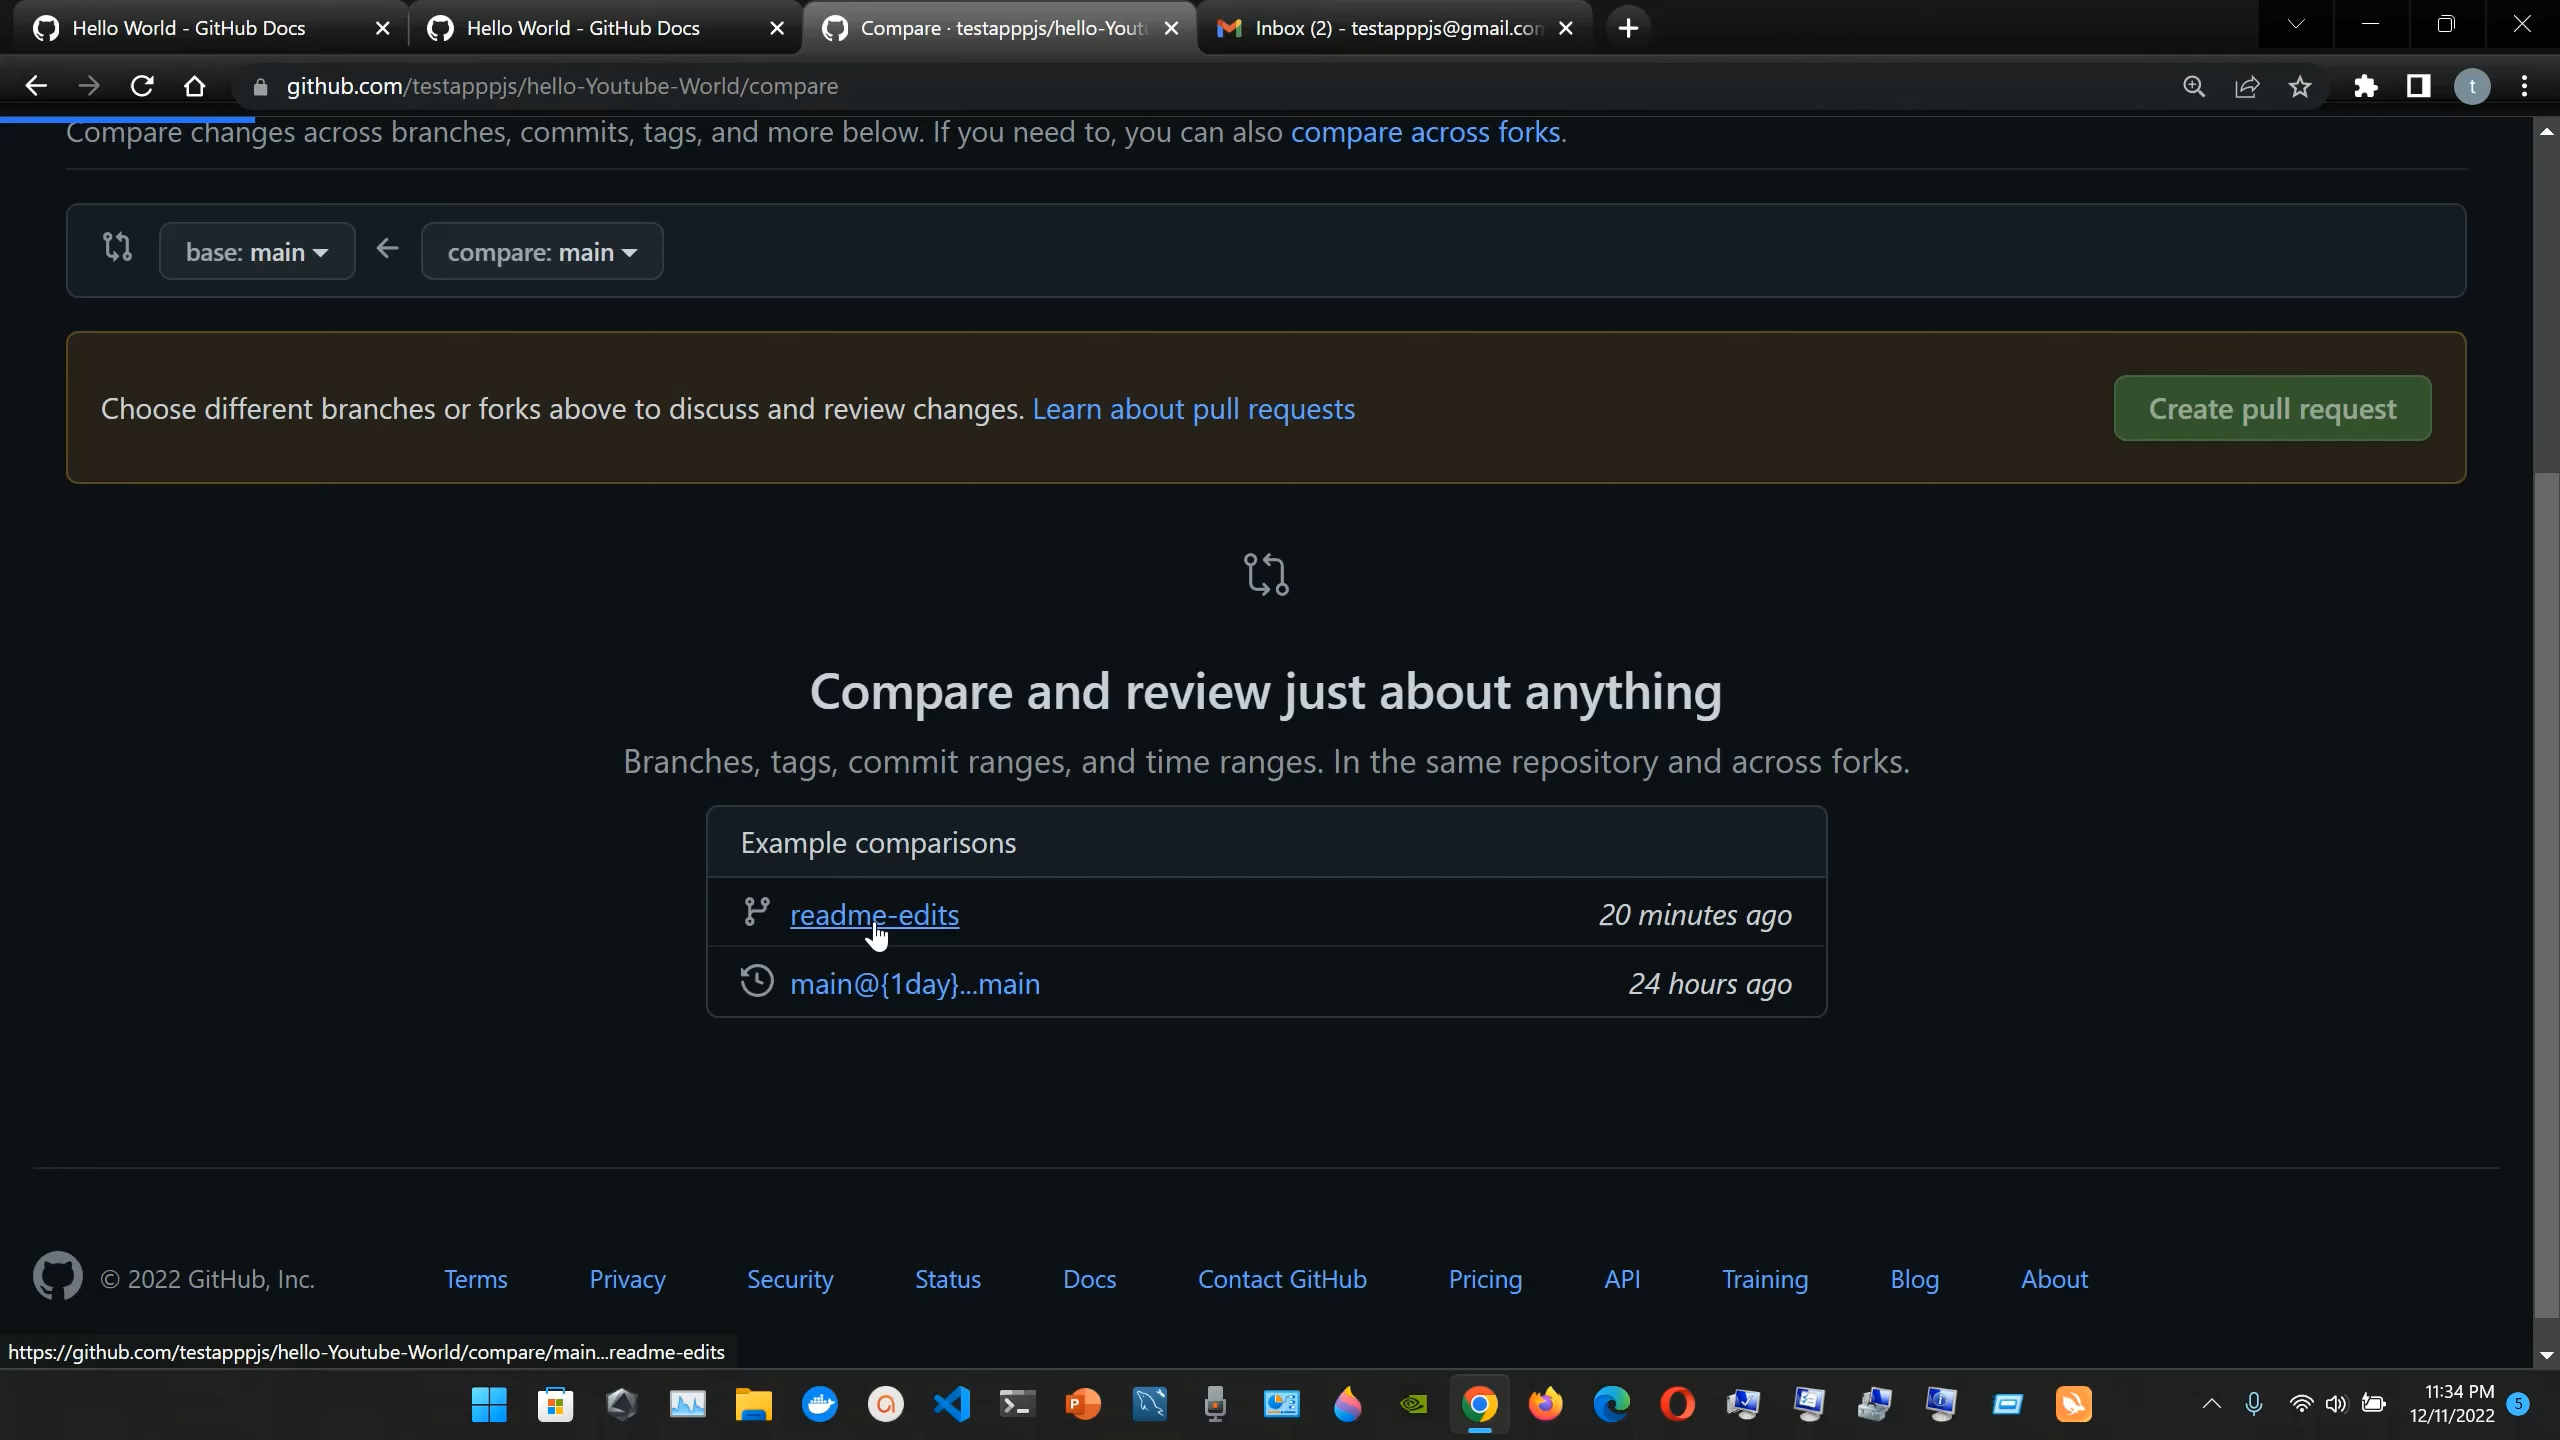 Hello World - GitHub Docs
Hello World - GitHub Docs
Compare · testapppjs/hello-Yout
Inbox (2) - testapppjs@gmail.con
github.com/testapppjs/hello-Youtube-World/compare
t
Compare changes across branches, commits, tags, and more below. If you need to, you can also compare across forks.
base: main
compare: main
Choose different branches or forks above to discuss and review changes. Learn about pull requests
Create pull request
Compare and review just about anything
Branches, tags, commit ranges, and time ranges. In the same repository and across forks.
Example comparisons
readme-edits
20 minutes ago
main@{1day}...main
24 hours ago
© 2022 GitHub, Inc.
Terms
Privacy
Security
Status
Docs
Contact GitHub
Pricing
API
Training
Blog
About
https://github.com/testapppjs/hello-Youtube-World/compare/main...readme-edits
11:34 PM
12/11/2022
5